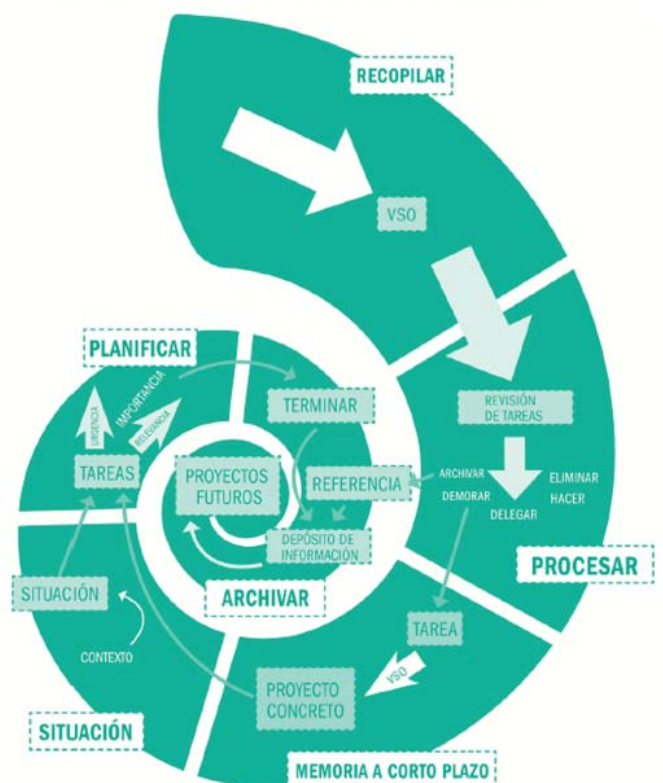 RECOPILAR
VSO
REVISIÓN
DE TAREAS
ARCHIVAR
DEMORAR
DELEGAR
ELIMINAR
HACER
PROCESAR
TAREA
VSO
PROYECTO
CONCRETO
MEMORIA A CORTO PLAZO
SITUACIÓN
CONTEXTO
SITUACIÓN
TAREAS
URGENCIA
IMPORTANCIA
RELEVANCIA
PLANIFICAR
TERMINAR
REFERENCIA
DEPÓSITO DE
INFORMACIÓN
PROYECTOS
FUTUROS
ARCHIVAR